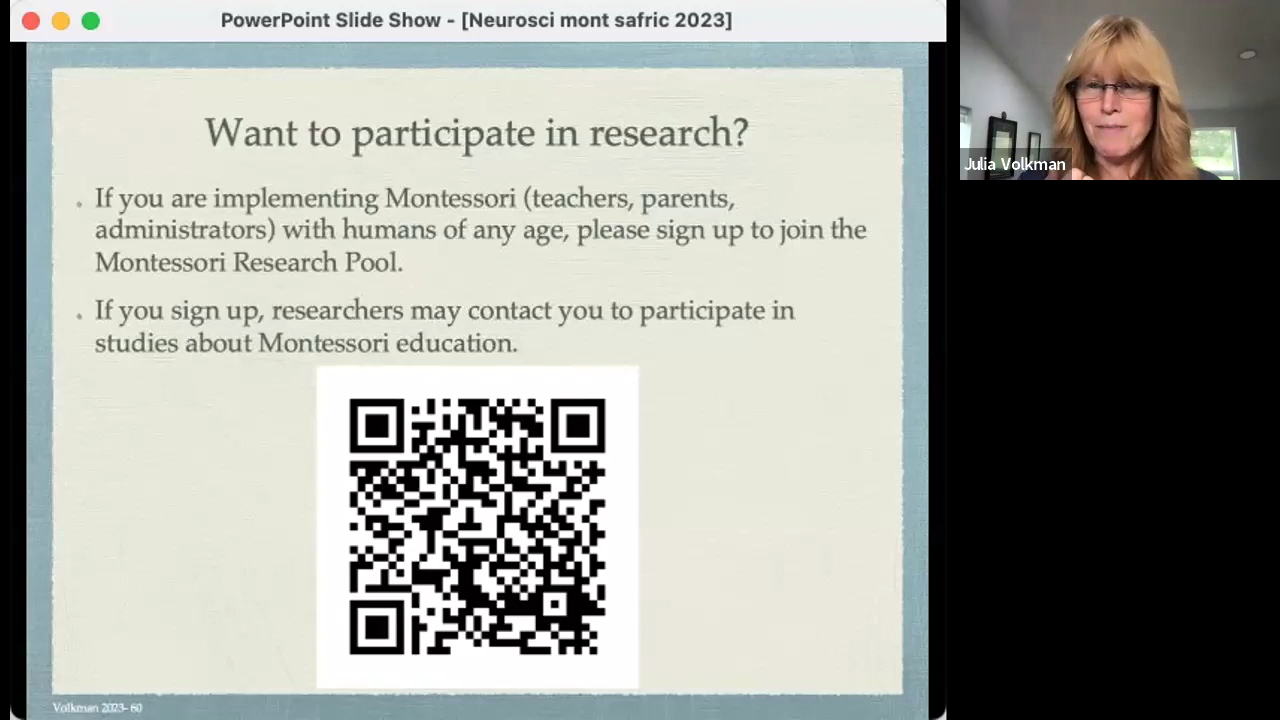 PowerPoint Slide Show - [Neurosci mont safric 2023]
Want to participate in research?
If you are implementing Montessori (teachers, parents,
administrators) with humans of any age, please sign up to join the
Montessori Research Pool.
If you sign up, researchers may contact you to participate in
studies about Montessori education.
Volkman 2023- 60
Julia Volkman